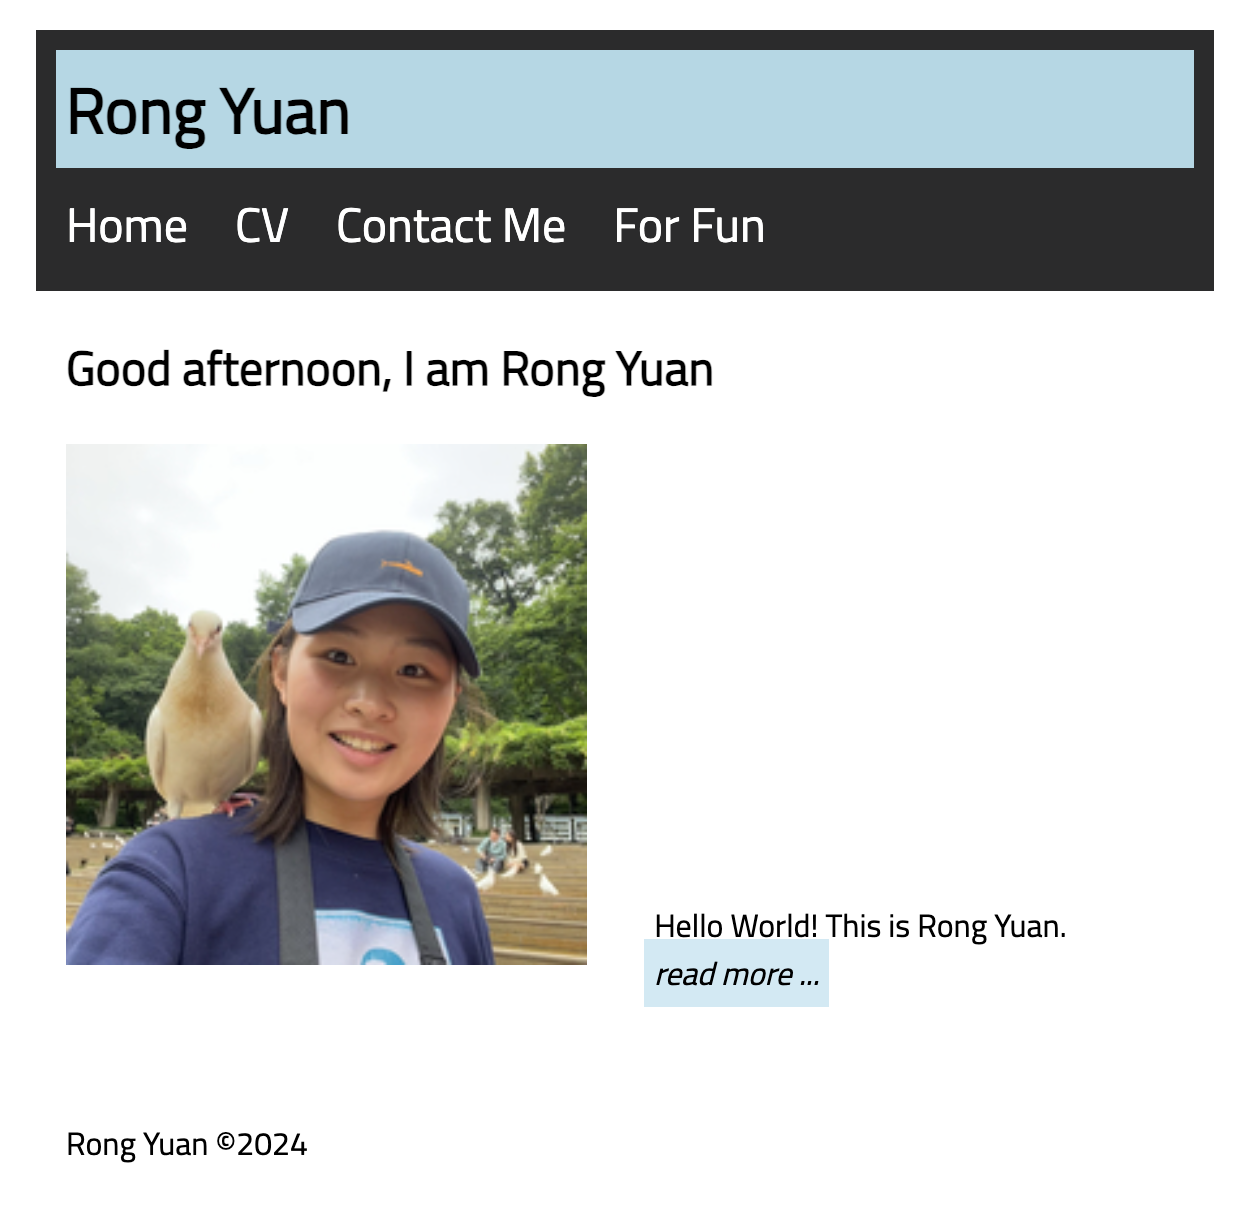 Rong Yuan
Home CV Contact Me For Fun
Good afternoon, I am Rong Yuan
Hello World! This is Rong Yuan.
read more ...
Rong Yuan ©2024